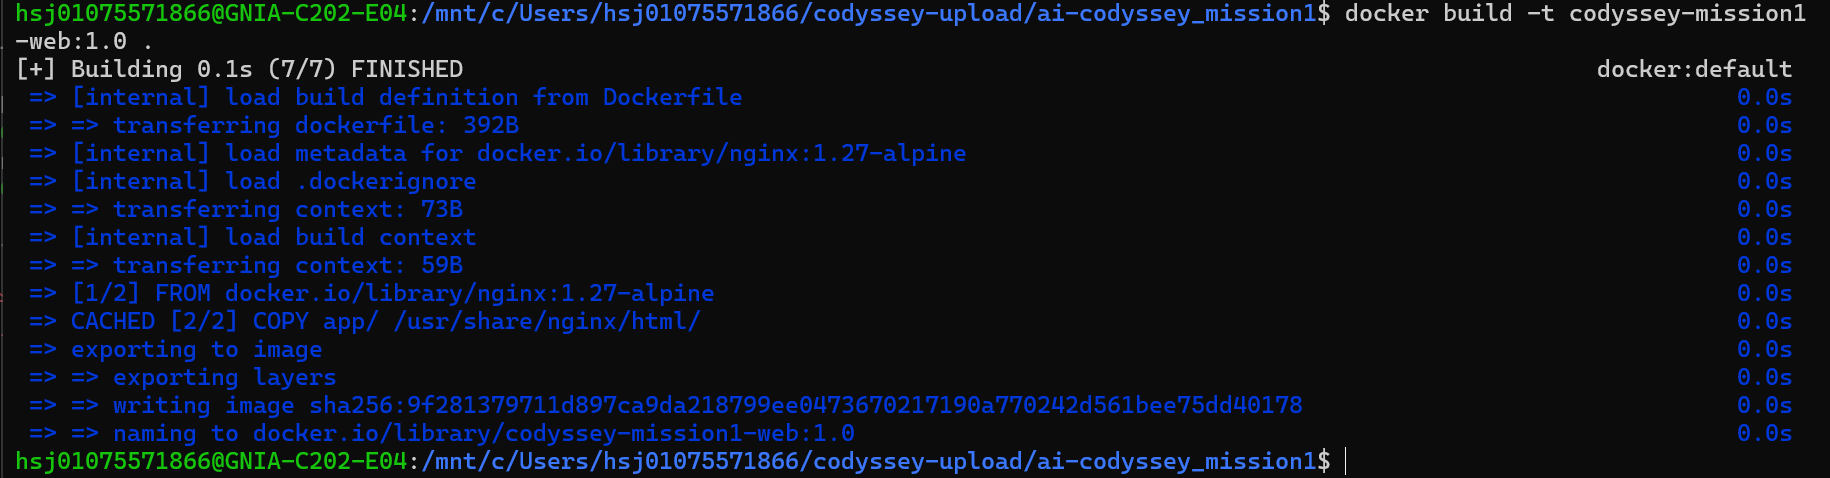 hsj01075571866@GNIA-C202-E04:/mnt/c/Users/hsj01075571866/codyssey-upload/ai-codyssey_mission1$ docker build -t codyssey-mission1
-web:1.0 .
[+] Building 0.1s (7/7) FINISHED docker:default
=> [internal] load build definition from Dockerfile 0.0s
=> => transferring dockerfile: 392B 0.0s
=> [internal] load metadata for docker.io/library/nginx:1.27-alpine 0.0s
=> [internal] load .dockerignore 0.0s
=> => transferring context: 73B 0.0s
=> [internal] load build context 0.0s
=> => transferring context: 59B 0.0s
=> [1/2] FROM docker.io/library/nginx:1.27-alpine 0.0s
=> CACHED [2/2] COPY app/ /usr/share/nginx/html/ 0.0s
=> exporting to image 0.0s
=> => exporting layers 0.0s
=> => writing image sha256:9f281379711d897ca9da218799ee0473670217190a770242d561bee75dd40178 0.0s
=> => naming to docker.io/library/codyssey-mission1-web:1.0 0.0s
hsj01075571866@GNIA-C202-E04:/mnt/c/Users/hsj01075571866/codyssey-upload/ai-codyssey_mission1$